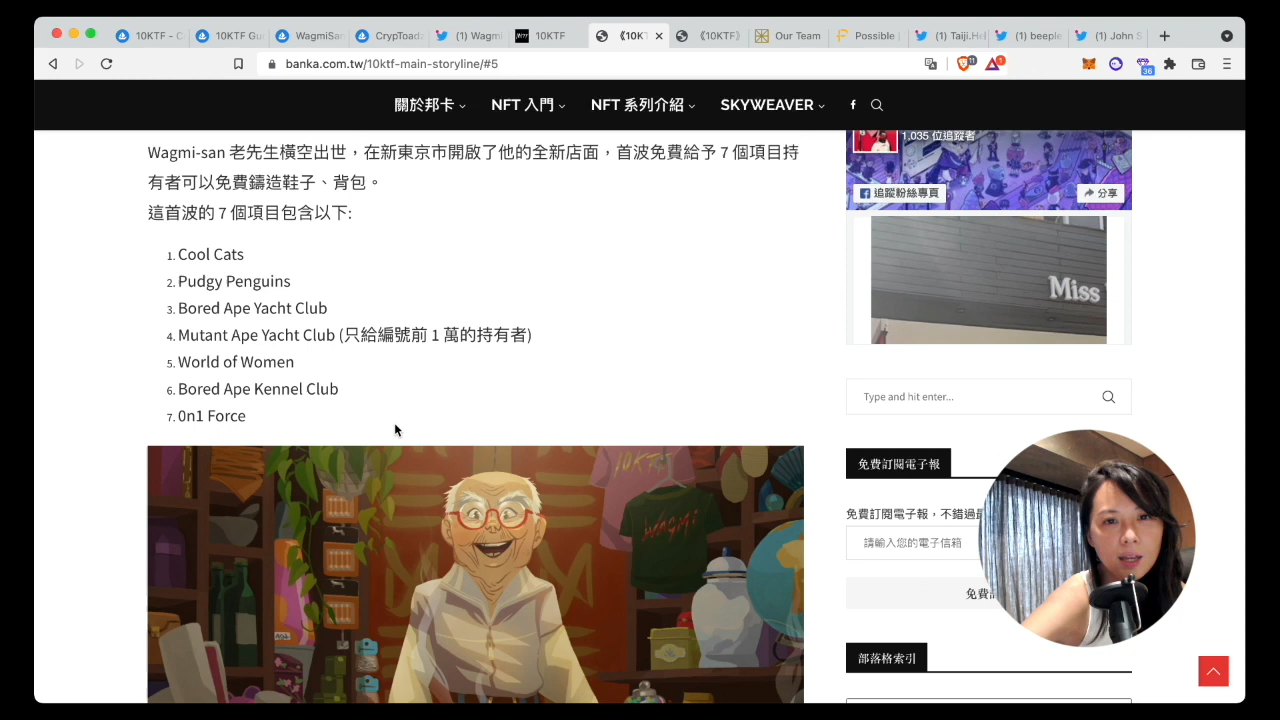 10KTF - C
10KTF Gu
WagmiSan
CrypToadz
(1) Wagmi
10KTF
《10KT
《10KTF》
Our Team
Possible |
(1) Taiji.Hel
(1) beeple
(1) John S
banka.com.tw/10ktf-main-storyline/#5
11
1
36
關於邦卡
NFT 入門
NFT 系列介紹
SKYWEAVER
Wagmi-san 老先生橫空出世，在新東京市開啟了他的全新店面，首波免費給予 7 個項目持
有者可以免費鑄造鞋子、背包。
這首波的 7 個項目包含以下:
1. Cool Cats
2. Pudgy Penguins
3. Bored Ape Yacht Club
4. Mutant Ape Yacht Club (只給編號前 1 萬的持有者)
5. World of Women
6. Bored Ape Kennel Club
7. 0n1 Force
10KTF
WAGMI
1,035 位追蹤者
追蹤粉絲專頁
分享
Miss
Type and hit enter...
免費訂閱電子報
免費訂閱電子報，不錯過
請輸入您的電子信箱
免費
部落格索引